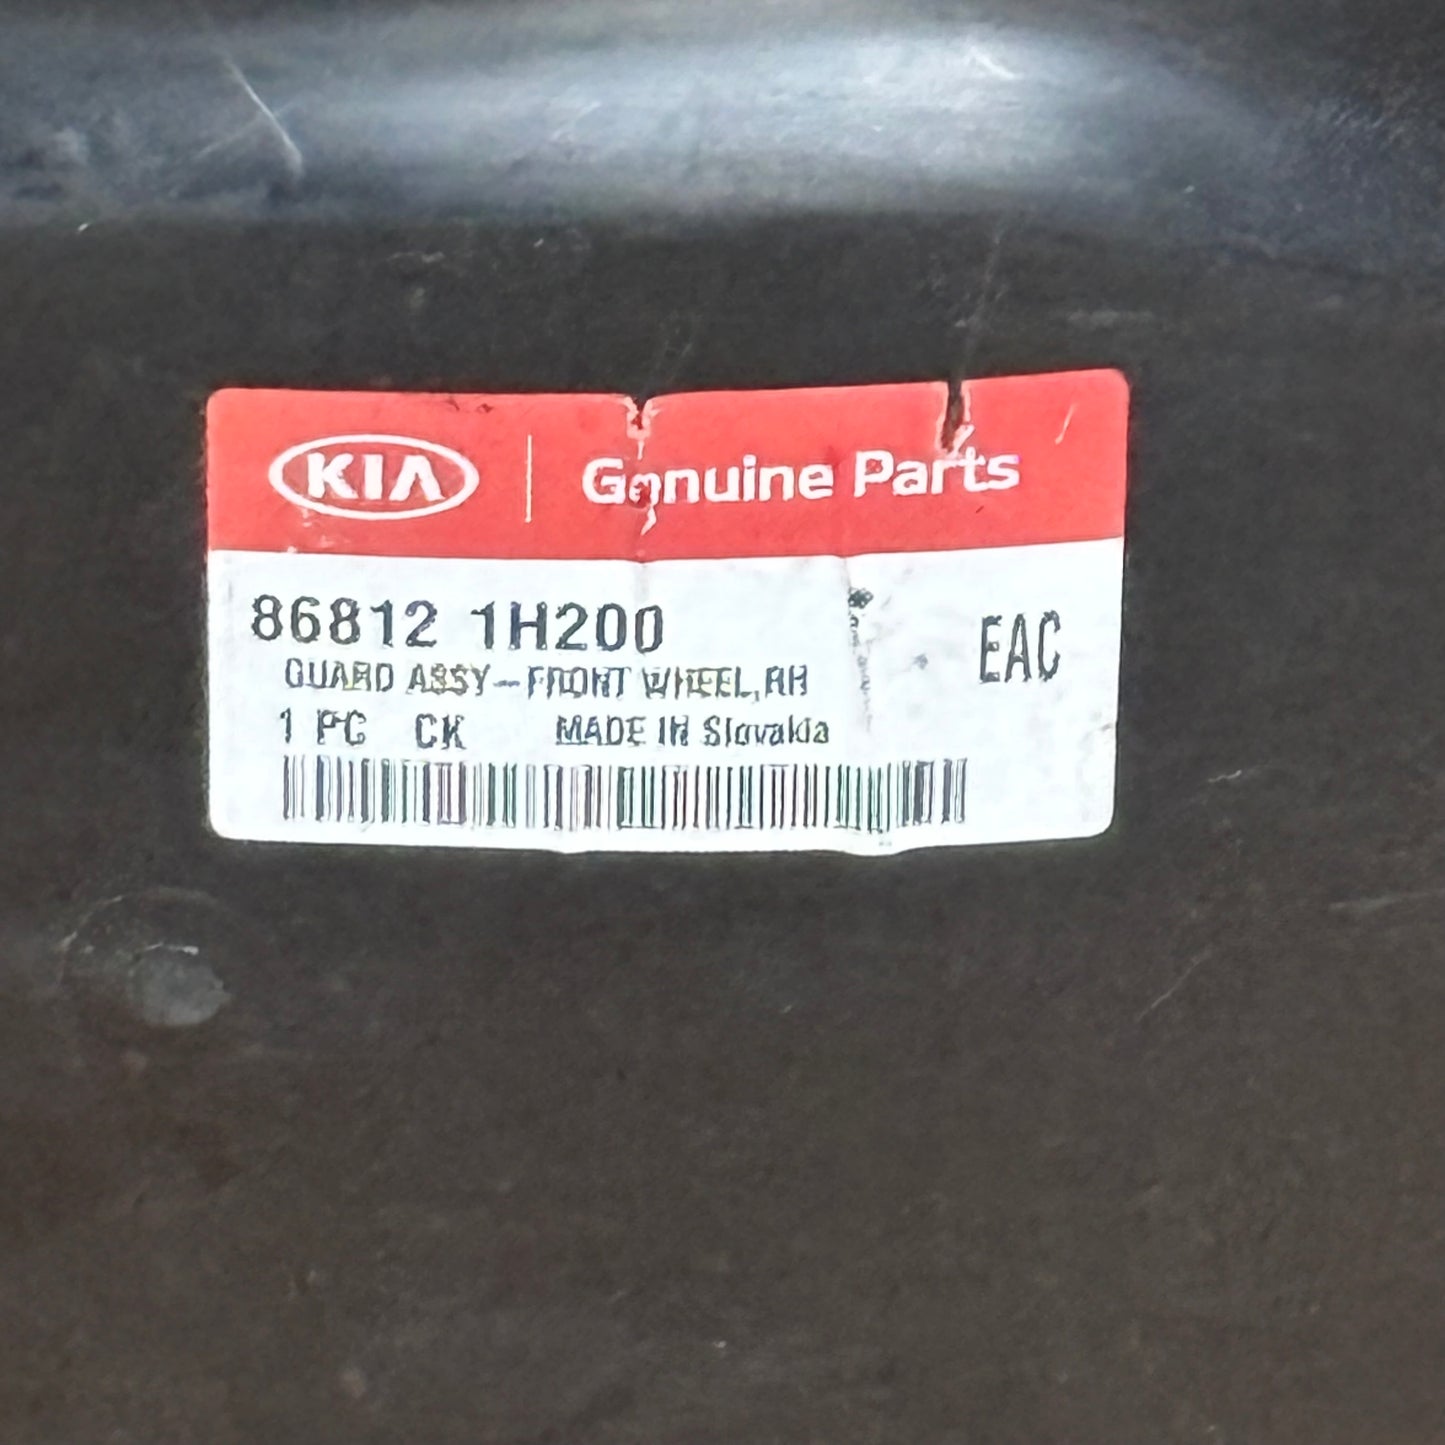 KIA Genuine Parts
86812 1H200
EAC
GUARD ASSY-FRONT WHEEL,RH
1 PC CK MADE IN Slovakia